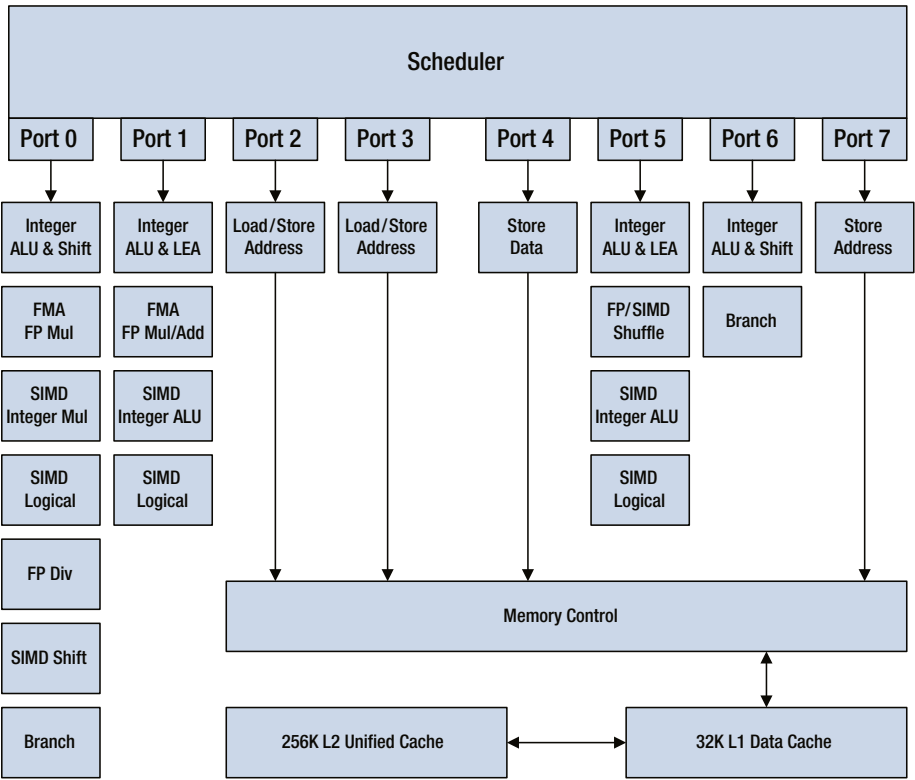 Scheduler
Port 0 Port 1 Port 2 Port 3 Port 4 Port 5 Port 6 Port 7
Integer
ALU & Shift
Integer
ALU & LEA
Load/Store
Address
Load/Store
Address
Store
Data
Integer
ALU & LEA
Integer
ALU & Shift
Store
Address
FMA
FP Mul
FMA
FP Mul/Add
FP/SIMD
Shuffle
Branch
SIMD
Integer Mul
SIMD
Integer ALU
SIMD
Integer ALU
SIMD
Logical
SIMD
Logical
SIMD
Logical
FP Div
Memory Control
SIMD Shift
Branch
256K L2 Unified Cache
32K L1 Data Cache